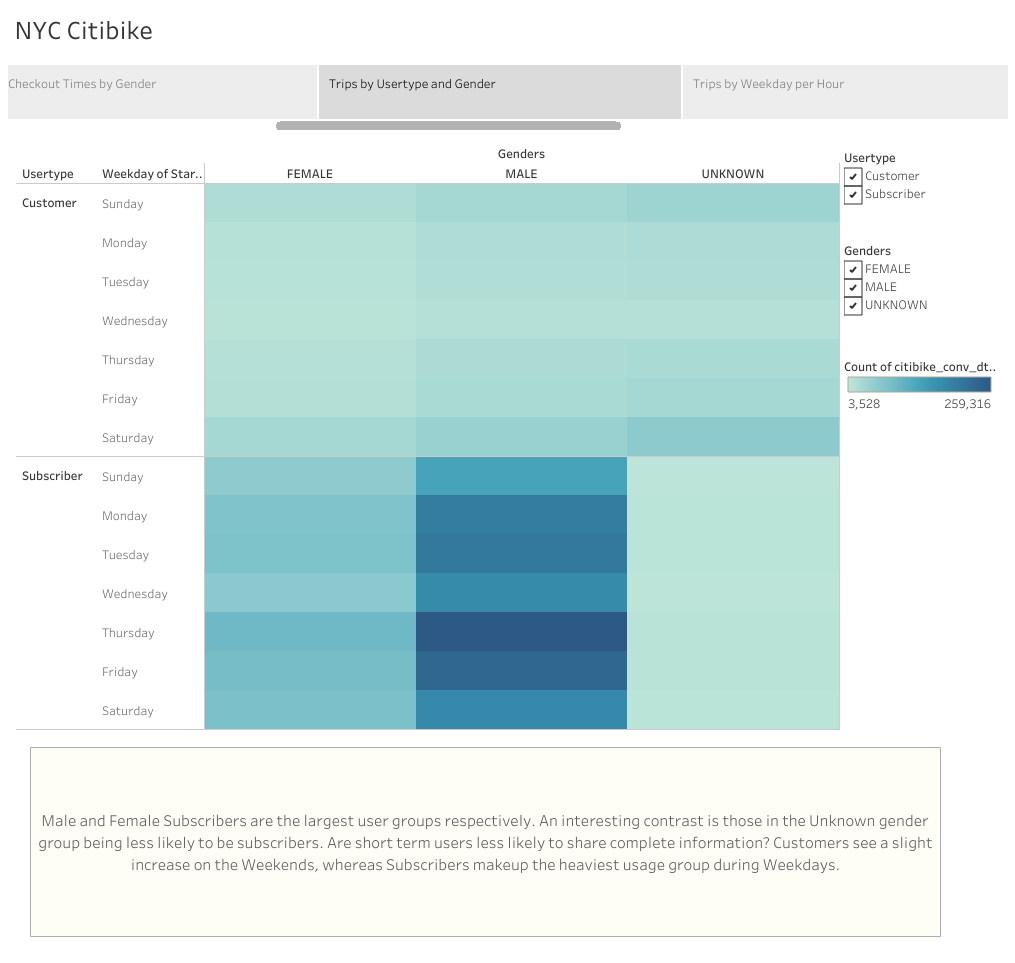 NYC Citibike
Checkout Times by Gender
Trips by Usertype and Gender
Trips by Weekday per Hour
Genders
Usertype
Weekday of Star..
FEMALE
MALE
UNKNOWN
Customer
Sunday
Monday
Tuesday
Wednesday
Thursday
Friday
Saturday
Subscriber
Sunday
Monday
Tuesday
Wednesday
Thursday
Friday
Saturday
Usertype
Customer
Subscriber
Genders
FEMALE
MALE
UNKNOWN
Count of citibike_conv_dt..
3,528
259,316
Male and Female Subscribers are the largest user groups respectively. An interesting contrast is those in the Unknown gender
group being less likely to be subscribers. Are short term users less likely to share complete information? Customers see a slight
increase on the Weekends, whereas Subscribers makeup the heaviest usage group during Weekdays.